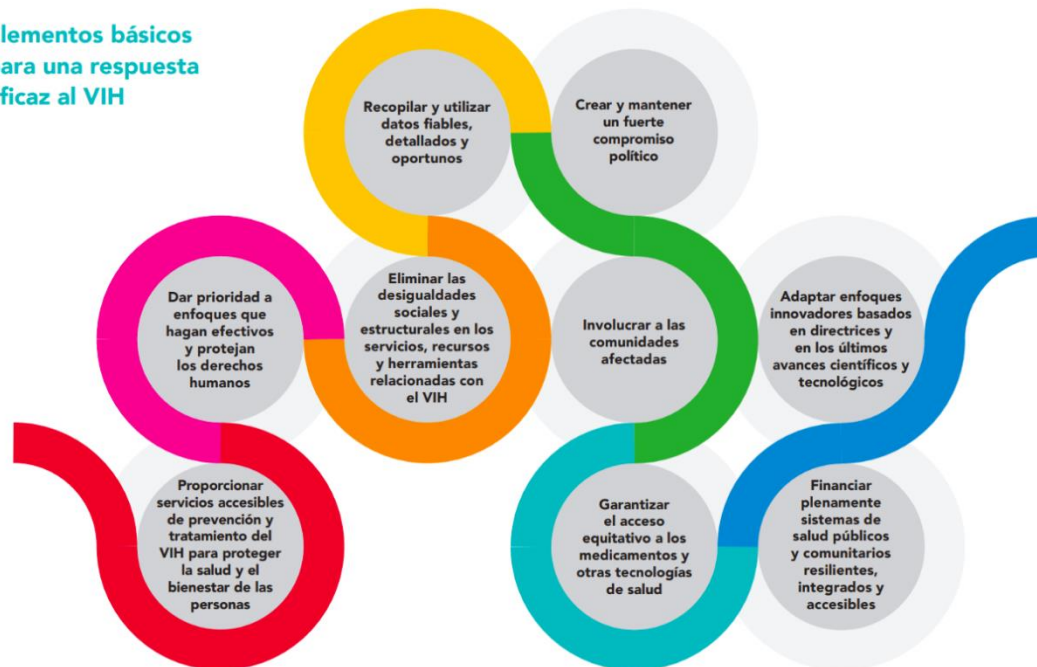 lementos básicos
ara una respuesta
ficaz al VIH
Recopilar y utilizar
datos fiables,
detallados y
oportunos
Crear y mantener
un fuerte
compromiso
político
Dar prioridad a
enfoques que
hagan efectivos
y protejan
los derechos
humanos
Eliminar las
desigualdades
sociales y
estructurales en los
servicios, recursos
y herramientas
relacionadas con
el VIH
Involucrar a las
comunidades
afectadas
Adaptar enfoques
innovadores basados
en directrices y
en los últimos
avances científicos y
tecnológicos
Proporcionar
servicios accesibles
de prevención y
tratamiento del
VIH para proteger
la salud y el
bienestar de las
personas
Garantizar
el acceso
equitativo a los
medicamentos y
otras tecnologías
de salud
Financiar
plenamente
sistemas de
salud públicos
y comunitarios
resilientes,
integrados y
accesibles